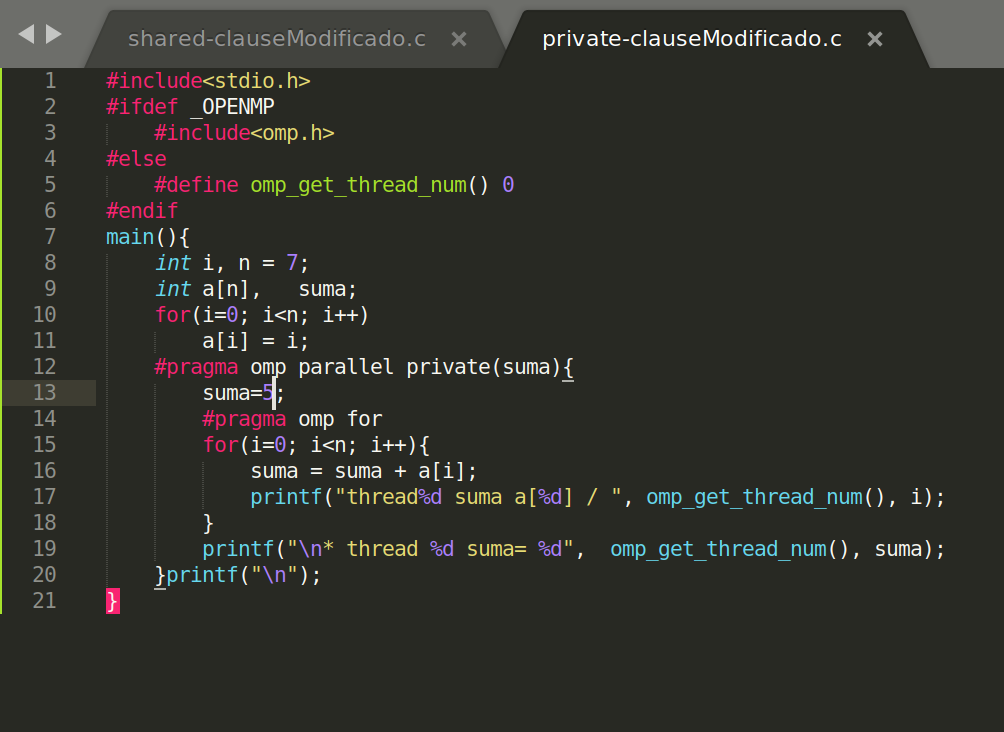 shared-clauseModificado.c × private-clauseModificado.c ×
1 #include<stdio.h>
2 #ifdef _OPENMP
3     #include<omp.h>
4 #else
5     #define omp_get_thread_num() 0
6 #endif
7 main(){
8     int i, n = 7;
9     int a[n],   suma;
10     for(i=0; i<n; i++)
11         a[i] = i;
12     #pragma omp parallel private(suma){
13         suma=5;
14         #pragma omp for
15         for(i=0; i<n; i++){
16             suma = suma + a[i];
17             printf("thread%d suma a[%d] / ", omp_get_thread_num(), i);
18         }
19         printf("\n* thread %d suma= %d",  omp_get_thread_num(), suma);
20     }printf("\n");
21 }